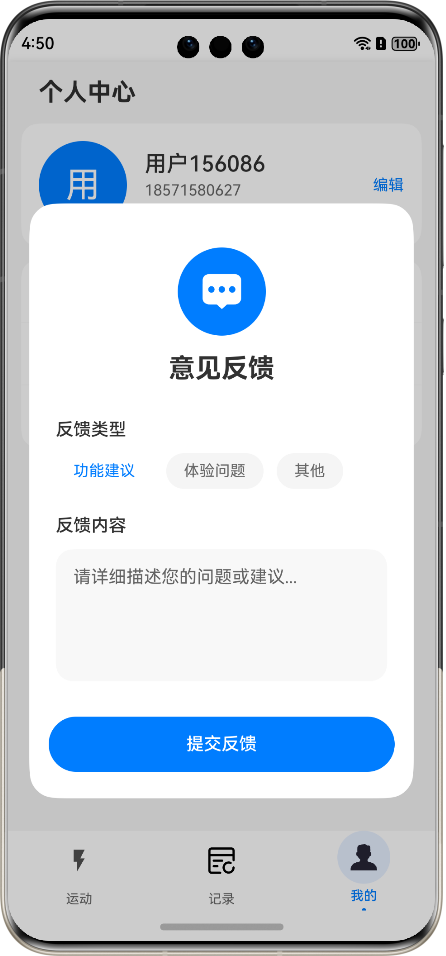 4:50
100
个人中心
用
用户156086
18571580627
编辑
意见反馈
反馈类型
功能建议
体验问题
其他
反馈内容
请详细描述您的问题或建议...
提交反馈
运动
记录
我的